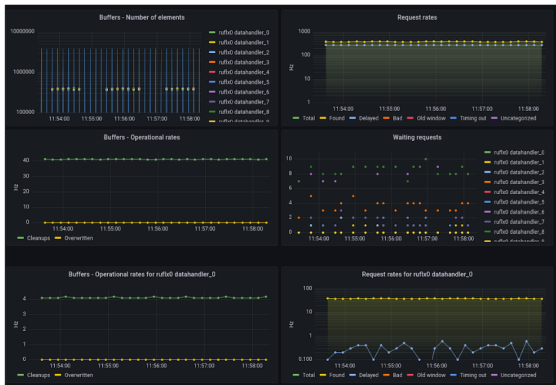 Buffers - Number of elements
10000000
1000000
100000
11:54:00
11:55:00
11:56:00
11:57:00
11:58:00
ruflx0 datahandler_0
ruflx0 datahandler_1
ruflx0 datahandler_2
ruflx0 datahandler_3
ruflx0 datahandler_4
ruflx0 datahandler_5
ruflx0 datahandler_6
ruflx0 datahandler_7
ruflx0 datahandler_8
Request rates
Hz
1000
100
10
1
11:54:00
11:55:00
11:56:00
11:57:00
11:58:00
Total Found Delayed Bad Old window Timing out Uncategorized
Buffers - Operational rates
Hz
40
20
0
11:54:00
11:55:00
11:56:00
11:57:00
11:58:00
Cleanups Overwritten
Waiting requests
10
8
6
4
2
0
11:54:00
11:55:00
11:56:00
11:57:00
11:58:00
ruflx0 datahandler_0
ruflx0 datahandler_1
ruflx0 datahandler_2
ruflx0 datahandler_3
ruflx0 datahandler_4
ruflx0 datahandler_5
ruflx0 datahandler_6
ruflx0 datahandler_7
ruflx0 datahandler_8
Buffers - Operational rates for ruflx0 datahandler_0
Hz
4
3
2
1
0
11:54:00
11:55:00
11:56:00
11:57:00
11:58:00
Cleanups Overwritten
Request rates for ruflx0 datahandler_0
Hz
100
10
1
0.100
11:54:00
11:55:00
11:56:00
11:57:00
11:58:00
Total Found Delayed Bad Old window Timing out Uncategorized